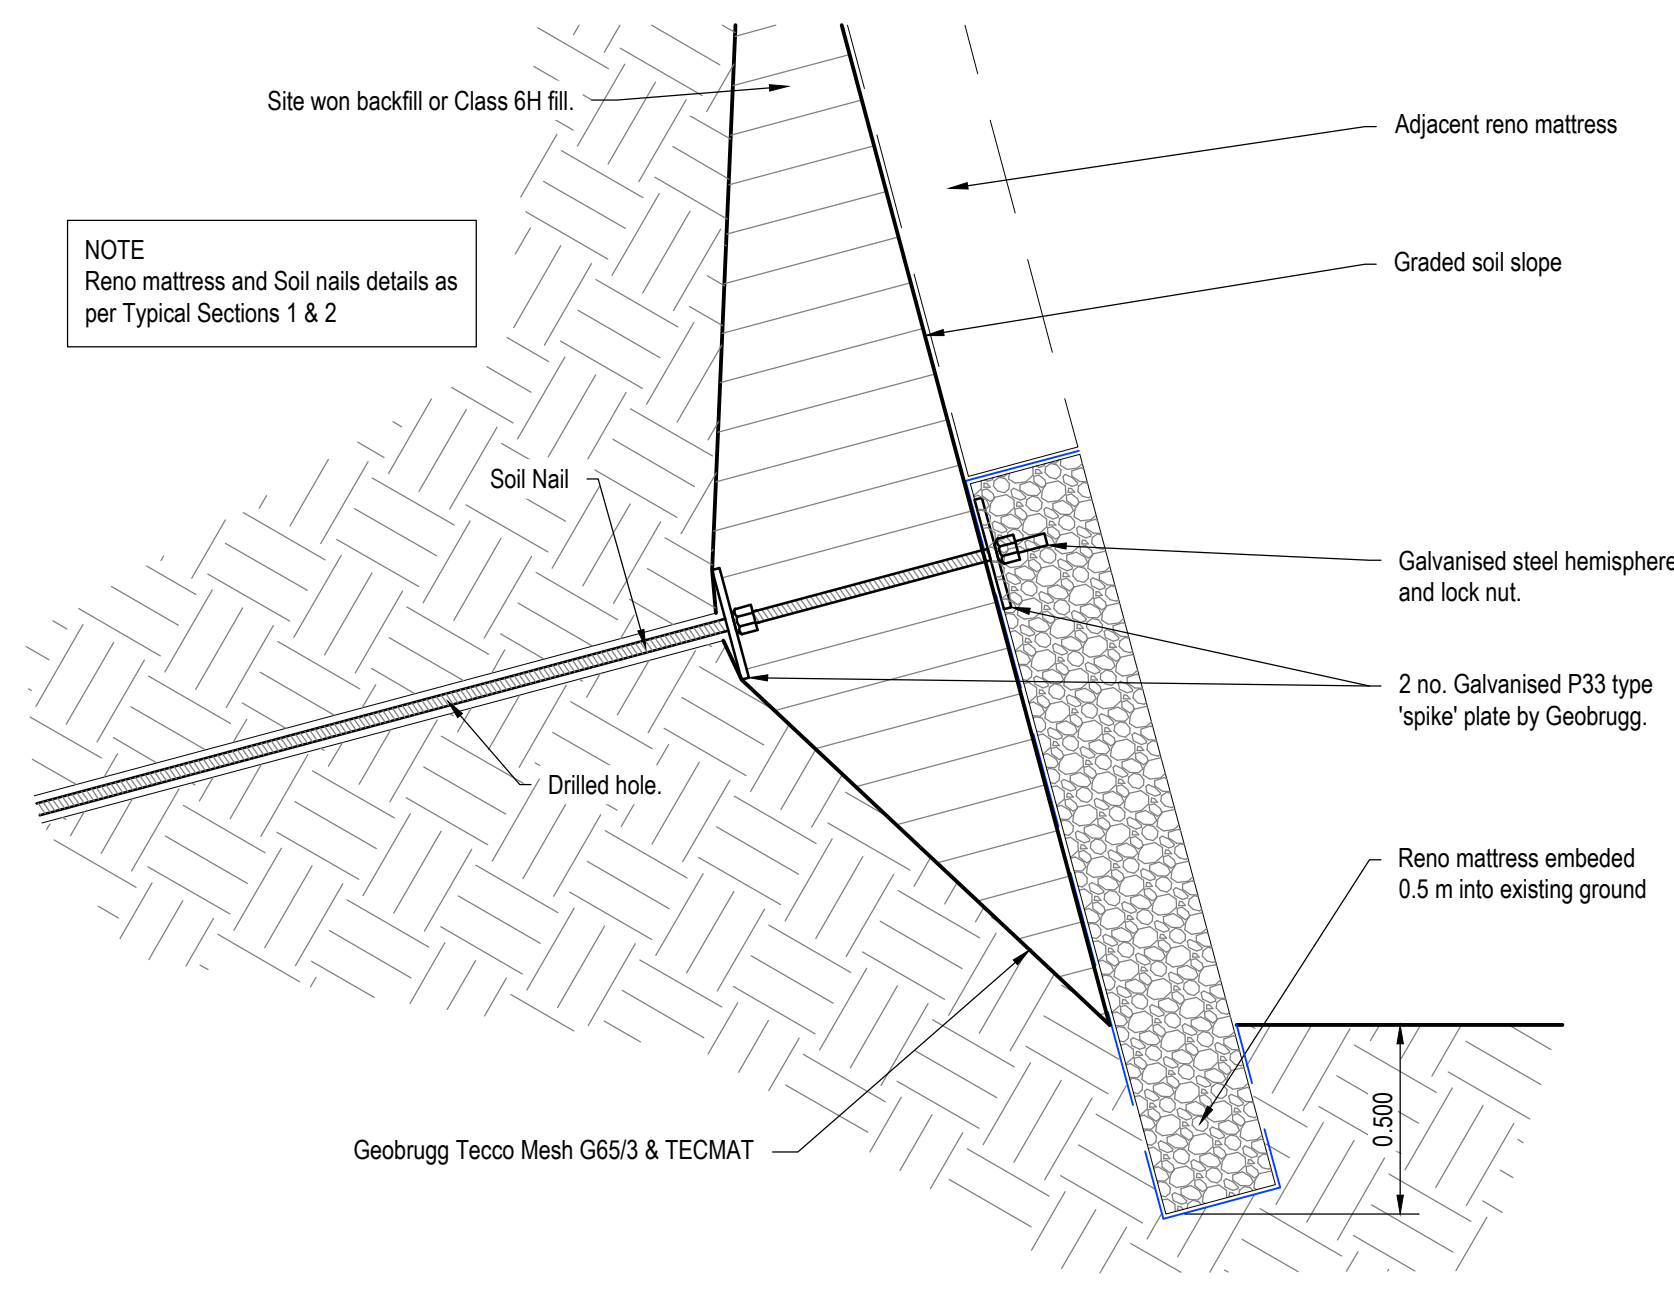 Site won backfill or Class 6H fill.
Adjacent reno mattress
NOTE
Reno mattress and Soil nails details as
per Typical Sections 1 & 2
Graded soil slope
Soil Nail
Galvanised steel hemisphere
and lock nut.
2 no. Galvanised P33 type
'spike' plate by Geobrugg.
Drilled hole.
Reno mattress embeded
0.5 m into existing ground
0.500
Geobrugg Tecco Mesh G65/3 & TECMAT